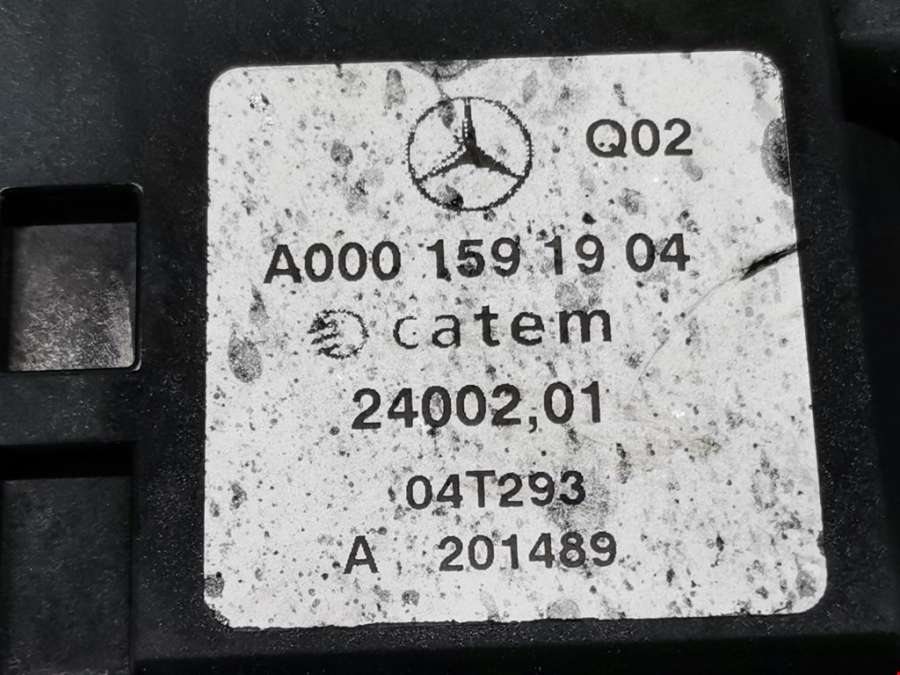 Q02
A000 159 19 04
catem
24002,01
04T293
A 201489